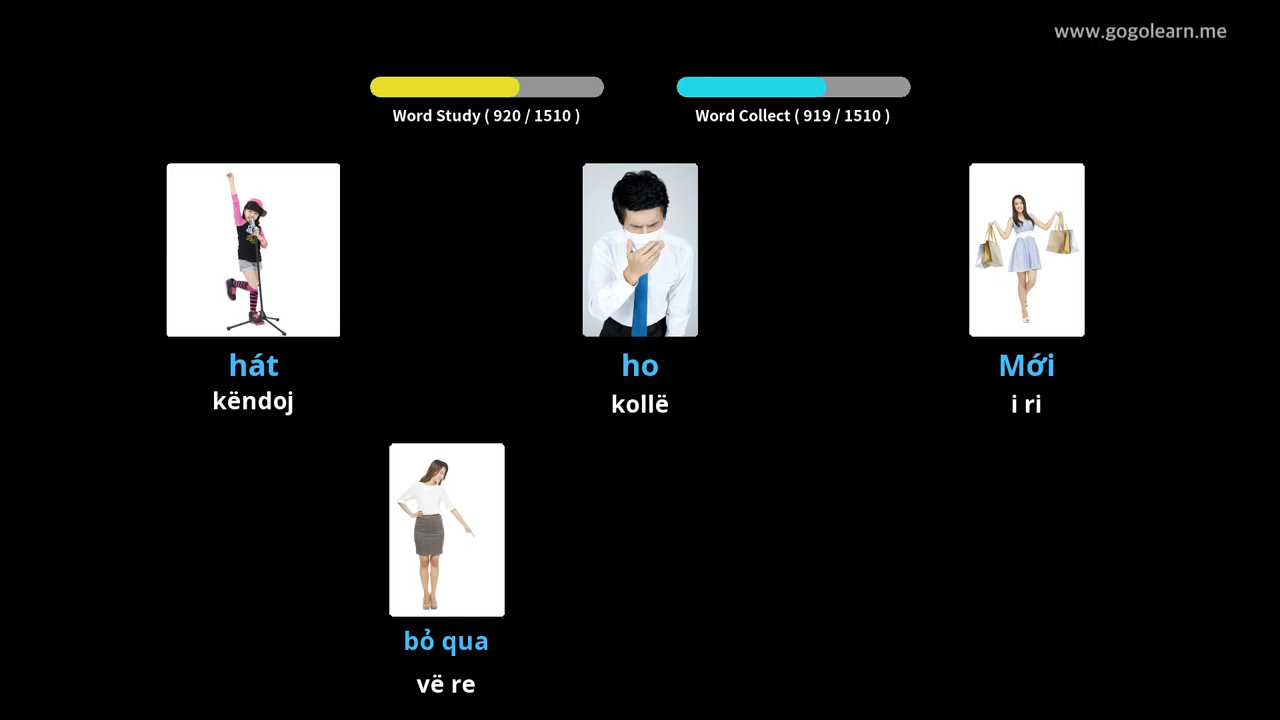 www.gogolearn.me
Word Study ( 920 / 1510 )
Word Collect ( 919 / 1510 )
hát
ho
Mới
këndoj
kollë
i ri
bỏ qua
vë re